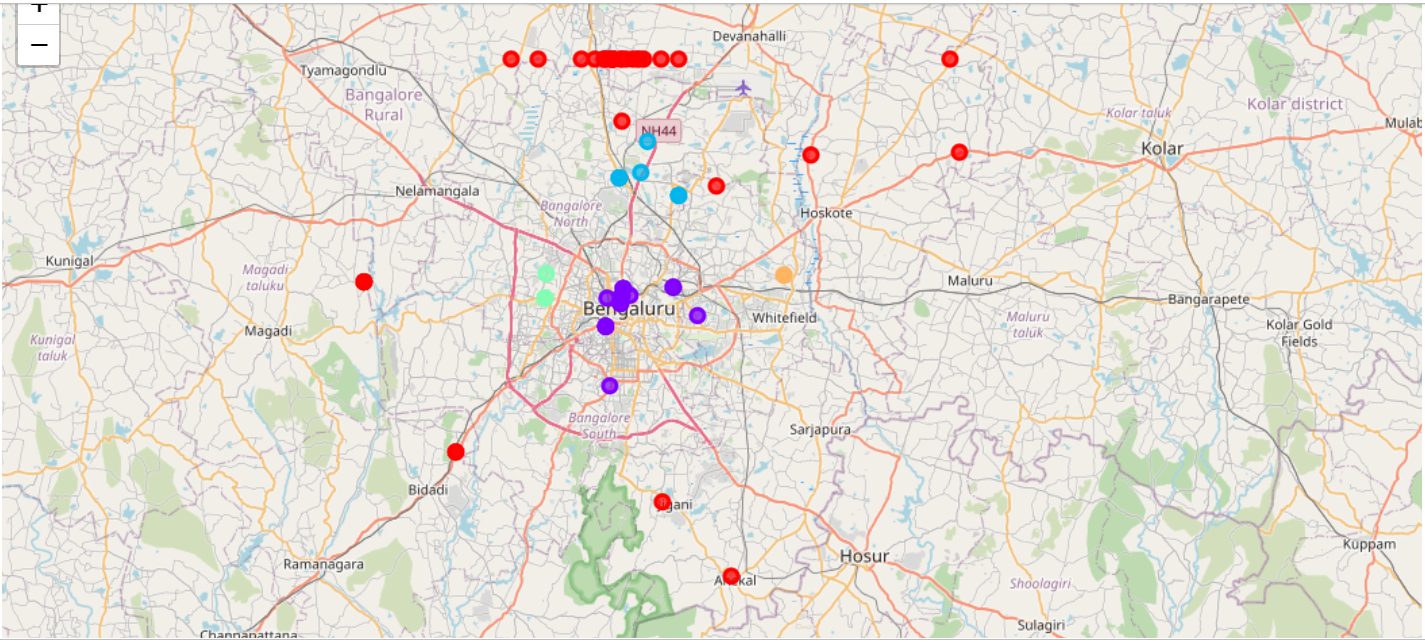 +
−
Devanahalli
Tyamagondlu
Bangalore
Rural
Kolar taluk
Kolar district
NH44
Mulab
Kolar
Nelamangala
Bangalore
North
Hoskote
Kunigal
Magadi
taluku
Maluru
Bangarapete
Bengaluru
Whitefield
Magadi
Maluru
taluk
Kolar Gold
Fields
Kunigal
taluk
Bangalore
South
Sarjapura
Bidadi
Jigani
Kuppam
Hosur
Ramanagara
Anekal
Shoolagiri
Sulagiri
Channapattana